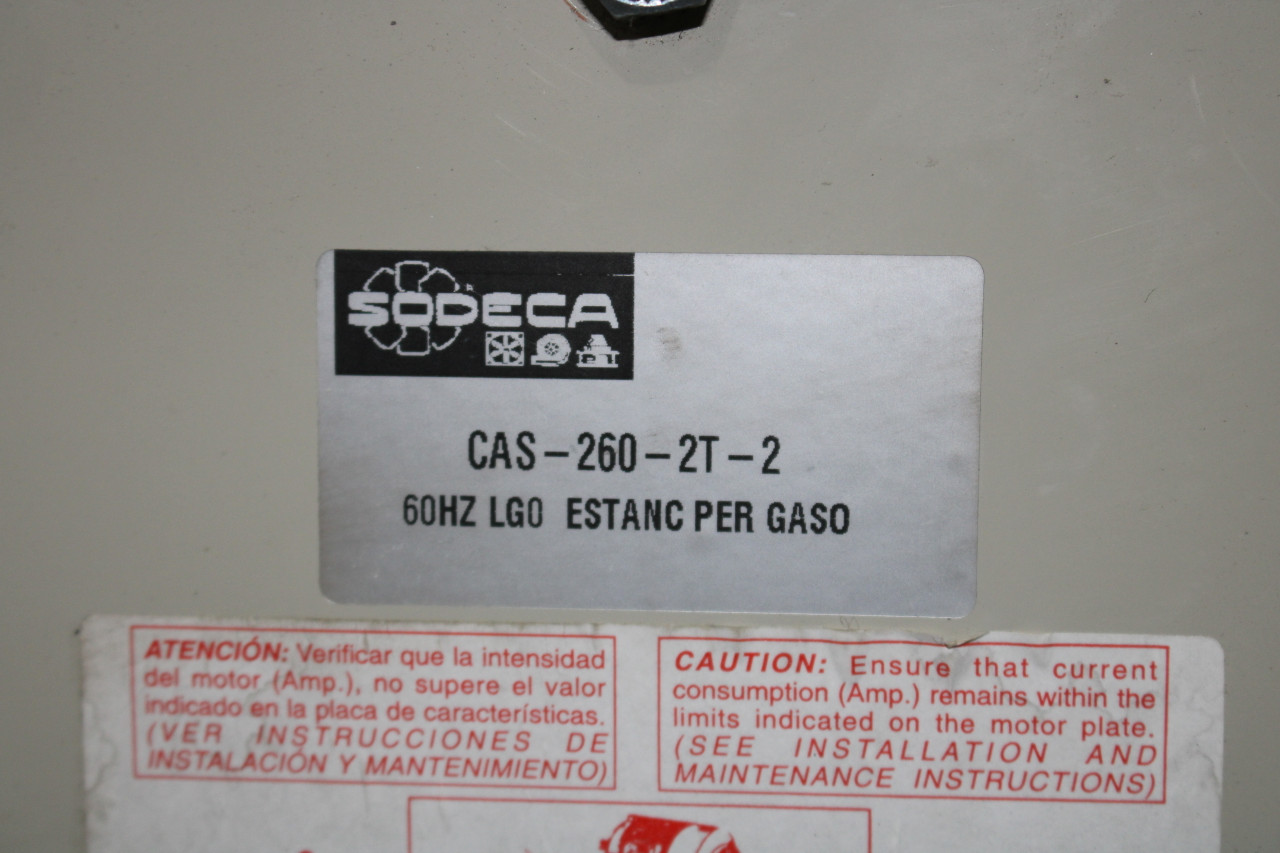 SODECA
CAS-260-2T-2
60HZ LG0 ESTANC PER GASO
ATENCIÓN: Verificar que la intensidad
del motor (Amp.), no supere el valor
indicado en la placa de características.
(VER INSTRUCCIONES DE
INSTALACIÓN Y MANTENIMIENTO)
CAUTION: Ensure that current
consumption (Amp.) remains within the
limits indicated on the motor plate.
(SEE INSTALLATION AND
MAINTENANCE INSTRUCTIONS)